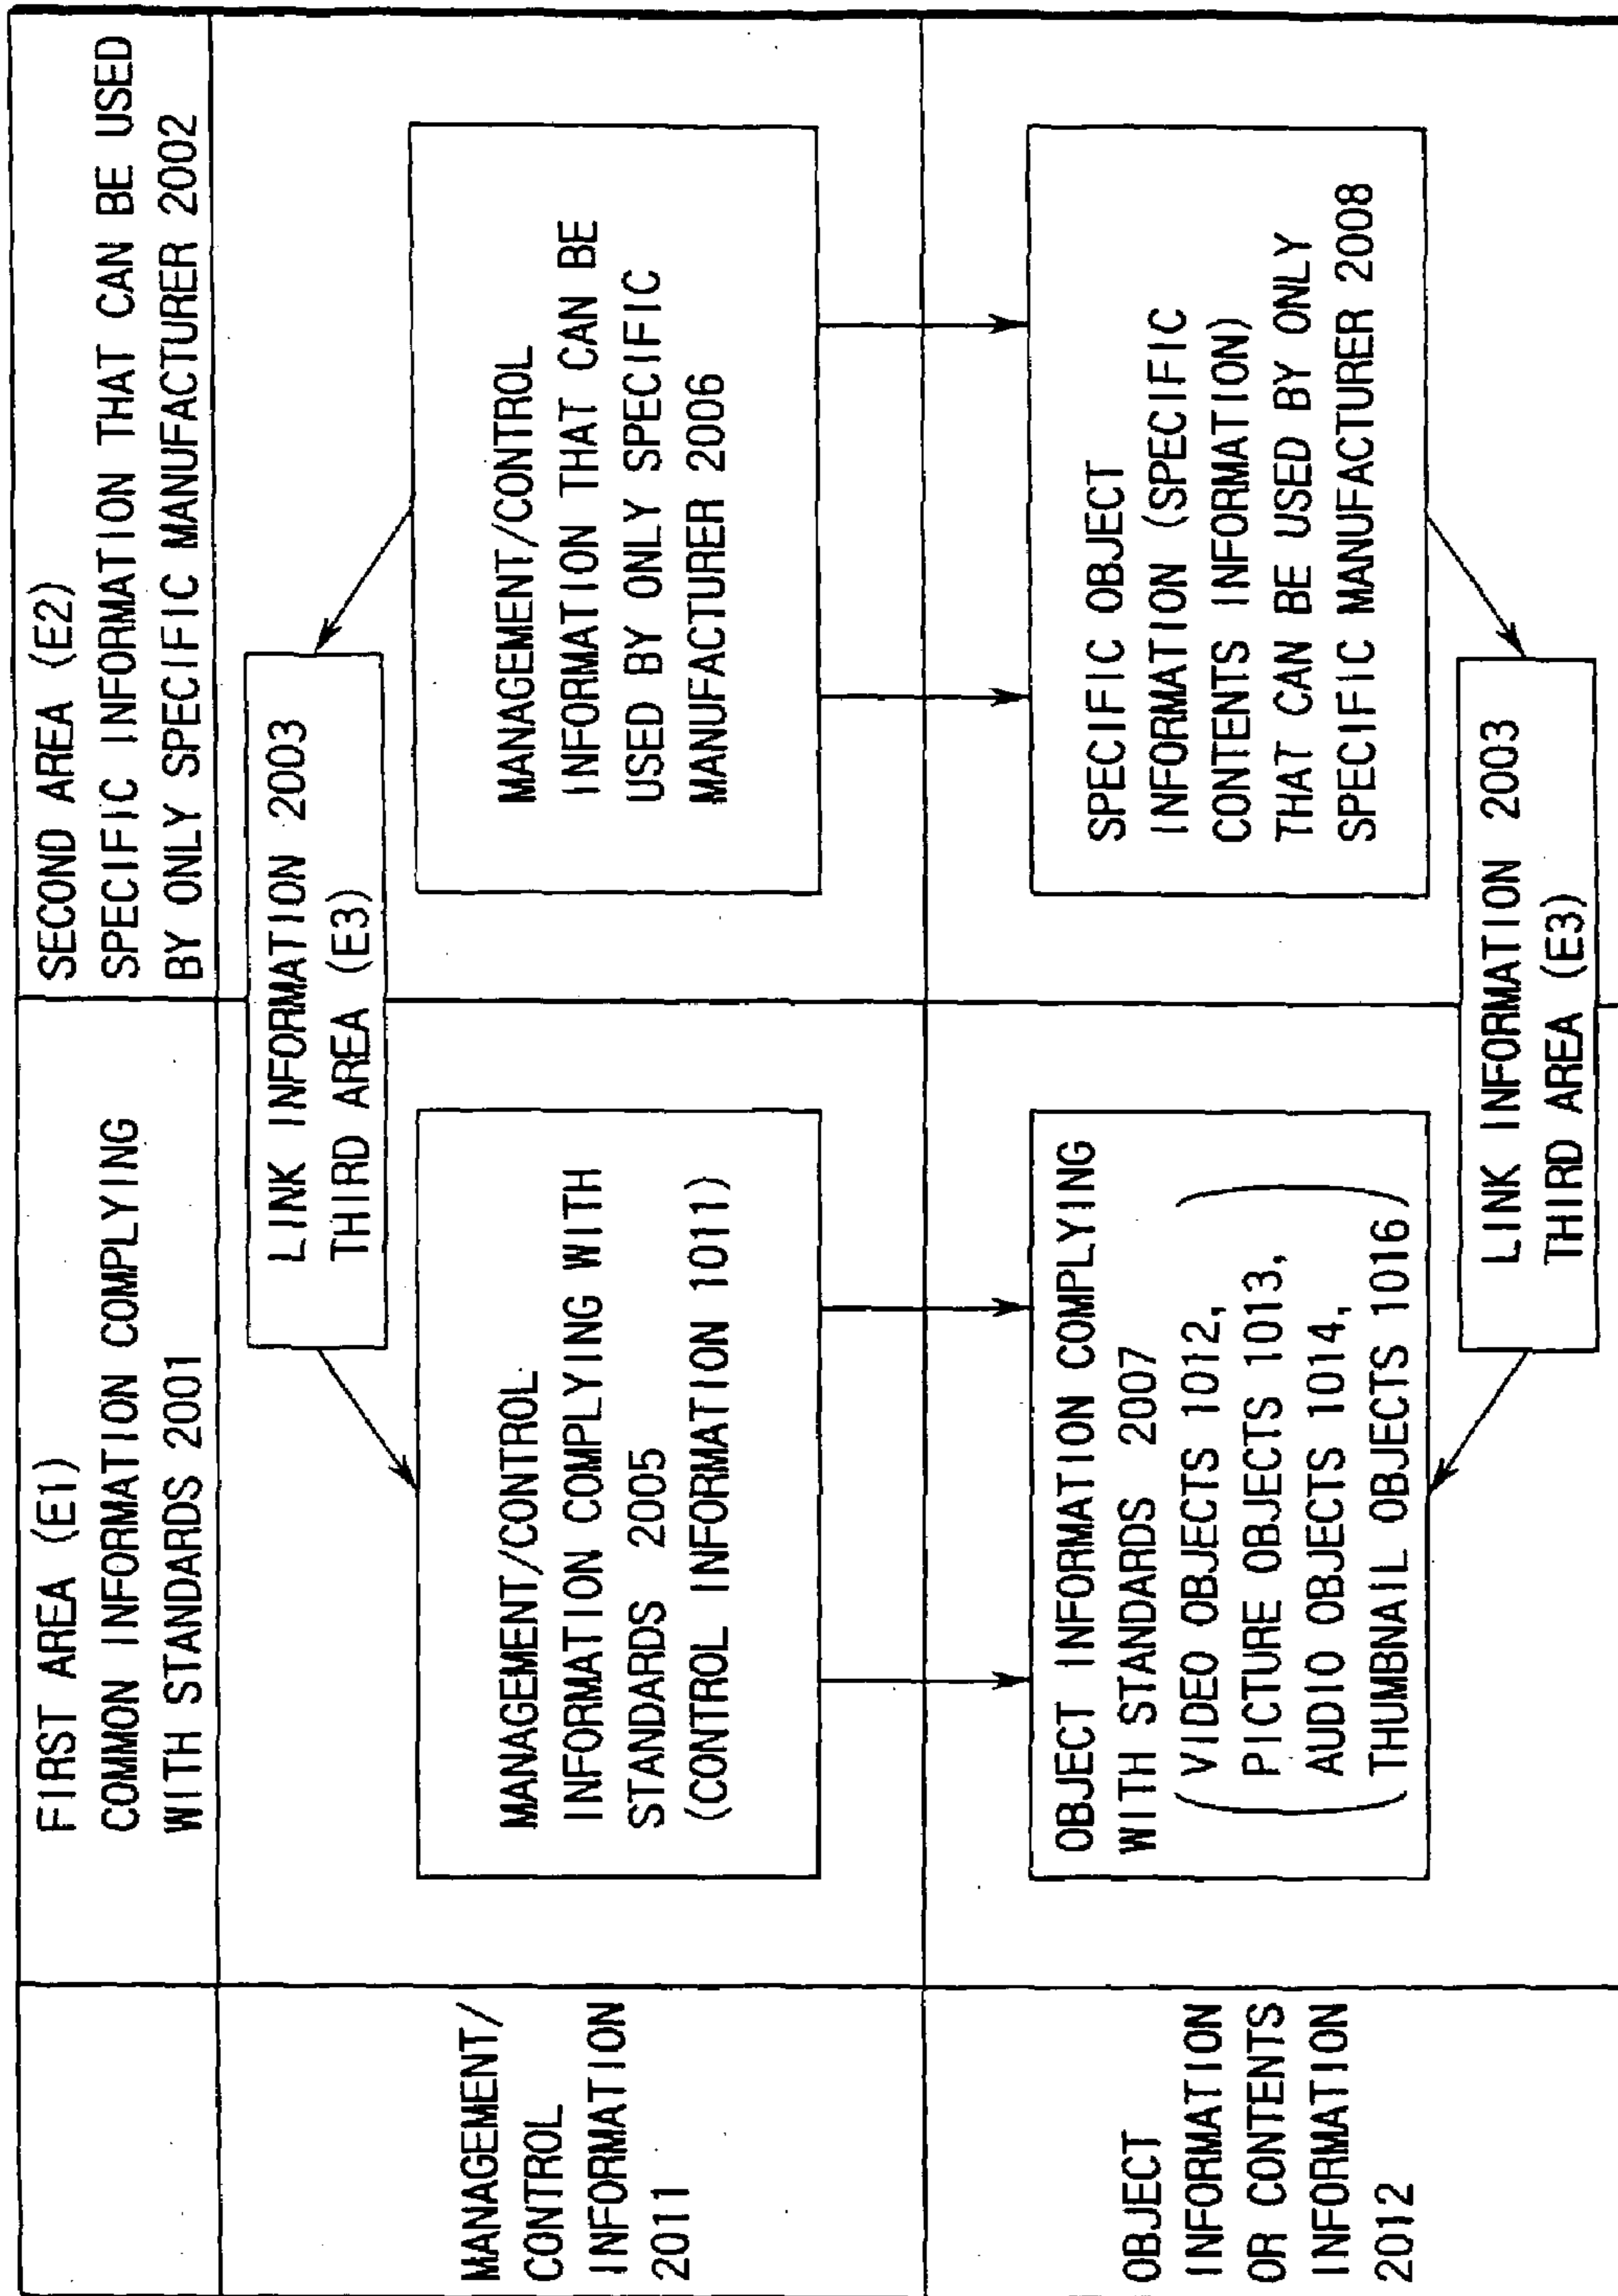 FIRST AREA (E1)
COMMON INFORMATION COMPLYING
WITH STANDARDS 2001
SECOND AREA (E2)
SPECIFIC INFORMATION THAT CAN BE USED
BY ONLY SPECIFIC MANUFACTURER 2002
MANAGEMENT/
CONTROL
INFORMATION
2011
LINK INFORMATION 2003
THIRD AREA (E3)
MANAGEMENT/CONTROL
INFORMATION COMPLYING WITH
STANDARDS 2005
(CONTROL INFORMATION 1011)
MANAGEMENT/CONTROL
INFORMATION THAT CAN BE
USED BY ONLY SPECIFIC
MANUFACTURER 2006
OBJECT
INFORMATION
OR CONTENTS
INFORMATION
2012
OBJECT INFORMATION COMPLYING
WITH STANDARDS 2007
(VIDEO OBJECTS 1012,
PICTURE OBJECTS 1013,
AUDIO OBJECTS 1014,
THUMBNAIL OBJECTS 1016)
SPECIFIC OBJECT
INFORMATION (SPECIFIC
CONTENTS INFORMATION)
THAT CAN BE USED BY ONLY
SPECIFIC MANUFACTURER 2008
LINK INFORMATION 2003
THIRD AREA (E3)